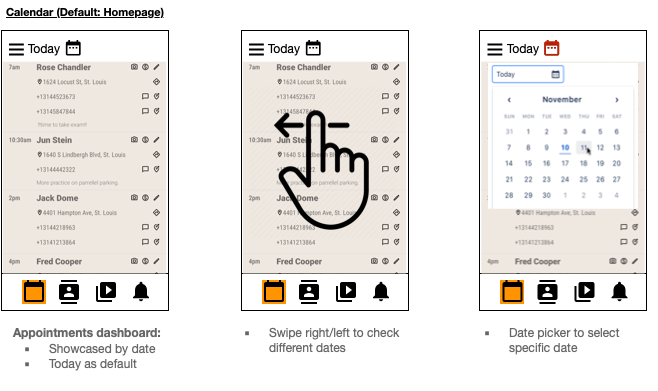 Calendar (Default: Homepage)
Today
7am Rose Chandler
1624 Locust St, St. Louis
+13144523673
+13145847844
*time to take exam!!
10:30am Jun Stein
1640 S Lindbergh Blvd, St. Louis
+13144442322
More practice on parrellel parking
2pm Jack Dome
4401 Hampton Ave, St. Louis
+13144218963
+13141213864
4pm Fred Cooper
Appointments dashboard:
▪ Showcased by date
▪ Today as default
Today
7am Rose Chandler
1624 Locust St, St. Louis
+13144523673
+13145847844
10:30am Jun Stein
1640 S Lindbergh Blvd, St. Louis
+13144442322
More practice on parrellel parking
2pm Jack Dome
4401 Hampton Ave, St. Louis
+13144218963
+13141213864
4pm Fred Cooper
▪ Swipe right/left to check
different dates
Today
Today
‹ November ›
SUN MON TUE WED THU FRI SAT
31 1 2 3 4 5 6
7 8 9 10 11 12 13
14 15 16 17 18 19 20
21 22 23 24 25 26 27
28 29 30 1 2 3 4
4401 Hampton Ave, St. Louis
+13144218963
+13141213864
4pm Fred Cooper
▪ Date picker to select
specific date